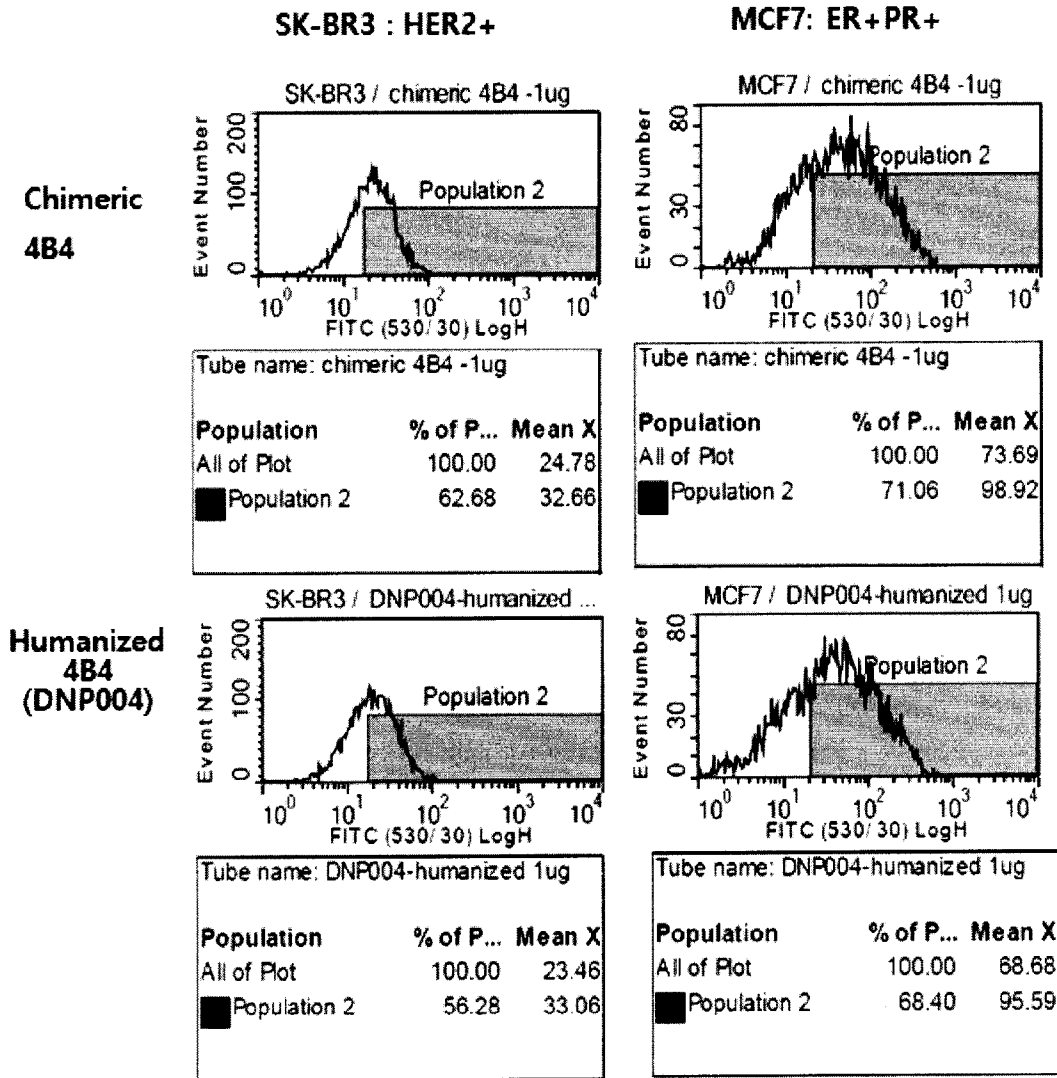 SK-BR3 : HER2+
MCF7: ER+PR+
Chimeric
4B4
SK-BR3 / chimeric 4B4 -1ug
Event Number
200
100
0
Population 2
10^0 10^1 10^2 10^3 10^4
FITC (530/30) LogH
MCF7 / chimeric 4B4 -1ug
Event Number
80
30
0
Population 2
10^0 10^1 10^2 10^3 10^4
FITC (530/30) LogH
Tube name: chimeric 4B4 -1ug
Population % of P... Mean X
All of Plot 100.00 24.78
Population 2 62.68 32.66
Tube name: chimeric 4B4 -1ug
Population % of P... Mean X
All of Plot 100.00 73.69
Population 2 71.06 98.92
Humanized
4B4
(DNP004)
SK-BR3 / DNP004-humanized ...
Event Number
200
100
0
Population 2
10^0 10^1 10^2 10^3 10^4
FITC (530/30) LogH
MCF7 / DNP004-humanized 1ug
Event Number
80
30
0
Population 2
10^0 10^1 10^2 10^3 10^4
FITC (530/30) LogH
Tube name: DNP004-humanized 1ug
Population % of P... Mean X
All of Plot 100.00 23.46
Population 2 56.28 33.06
Tube name: DNP004-humanized 1ug
Population % of P... Mean X
All of Plot 100.00 68.68
Population 2 68.40 95.59